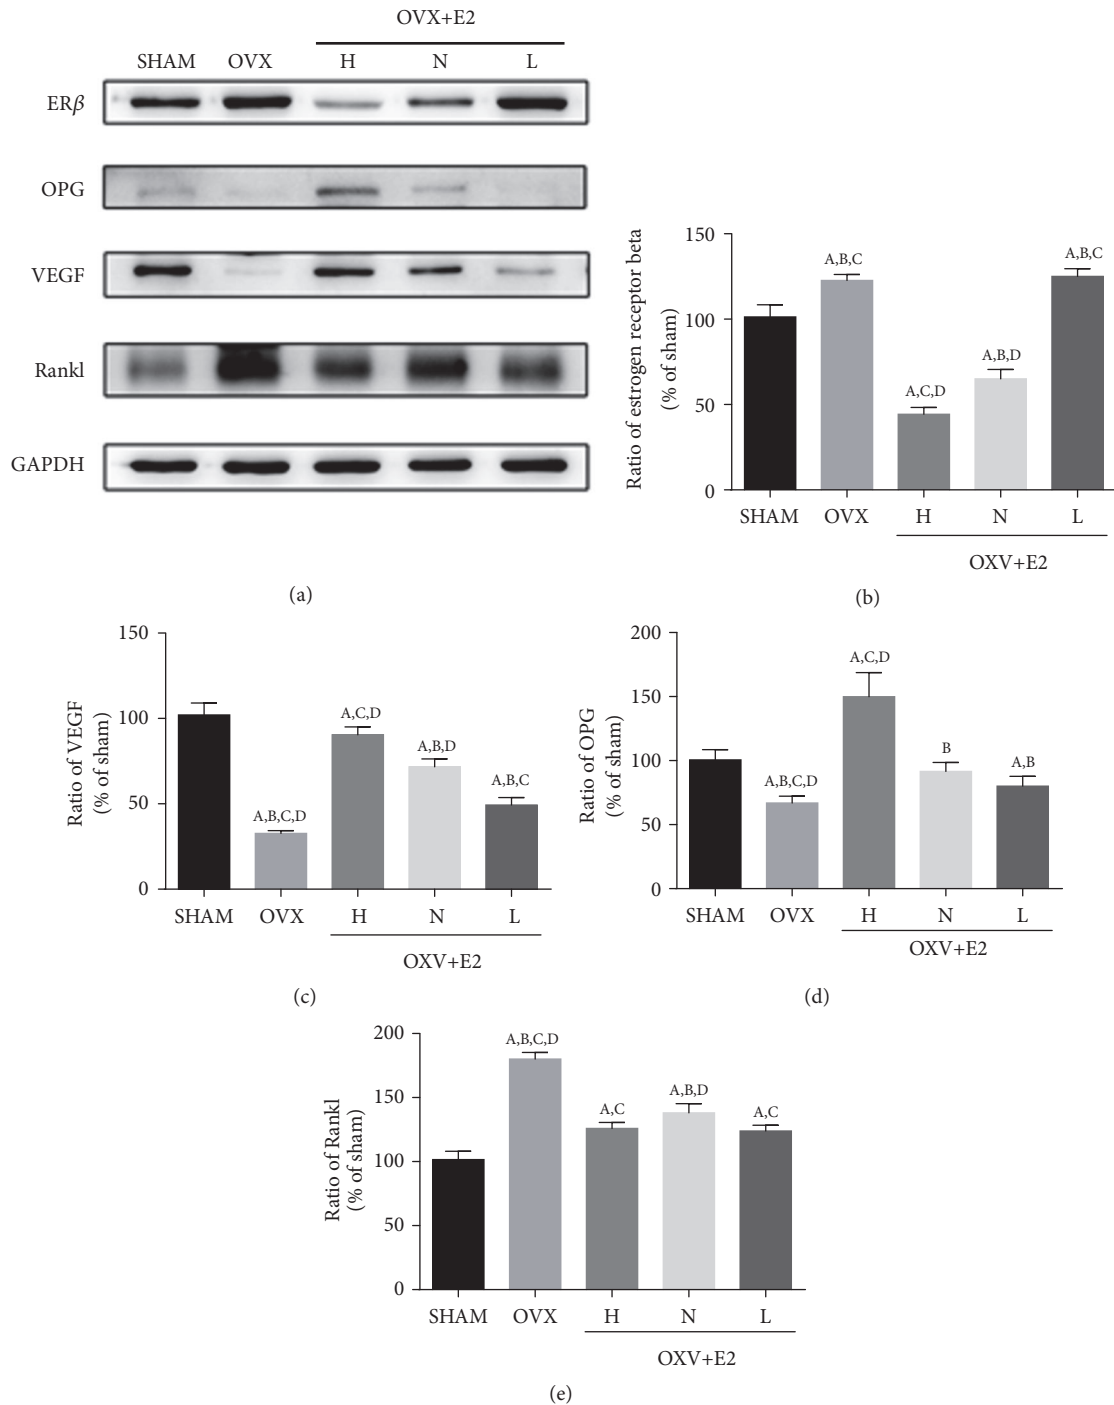 OVX+E2
SHAM OVX H N L
ERβ
OPG
VEGF
Rankl
GAPDH
(a)
Ratio of estrogen receptor beta
(% of sham)
150
100
50
0
A,B,C
A,C,D
A,B,D
A,B,C
SHAM OVX H N L
OXV+E2
(b)
Ratio of VEGF
(% of sham)
150
100
50
0
A,B,C,D
A,C,D
A,B,D
A,B,C
SHAM OVX H N L
OXV+E2
(c)
Ratio of OPG
(% of sham)
200
150
100
50
0
A,B,C,D
A,C,D
B
A,B
SHAM OVX H N L
OXV+E2
(d)
Ratio of Rankl
(% of sham)
200
150
100
50
0
A,B,C,D
A,C
A,B,D
A,C
SHAM OVX H N L
OXV+E2
(e)